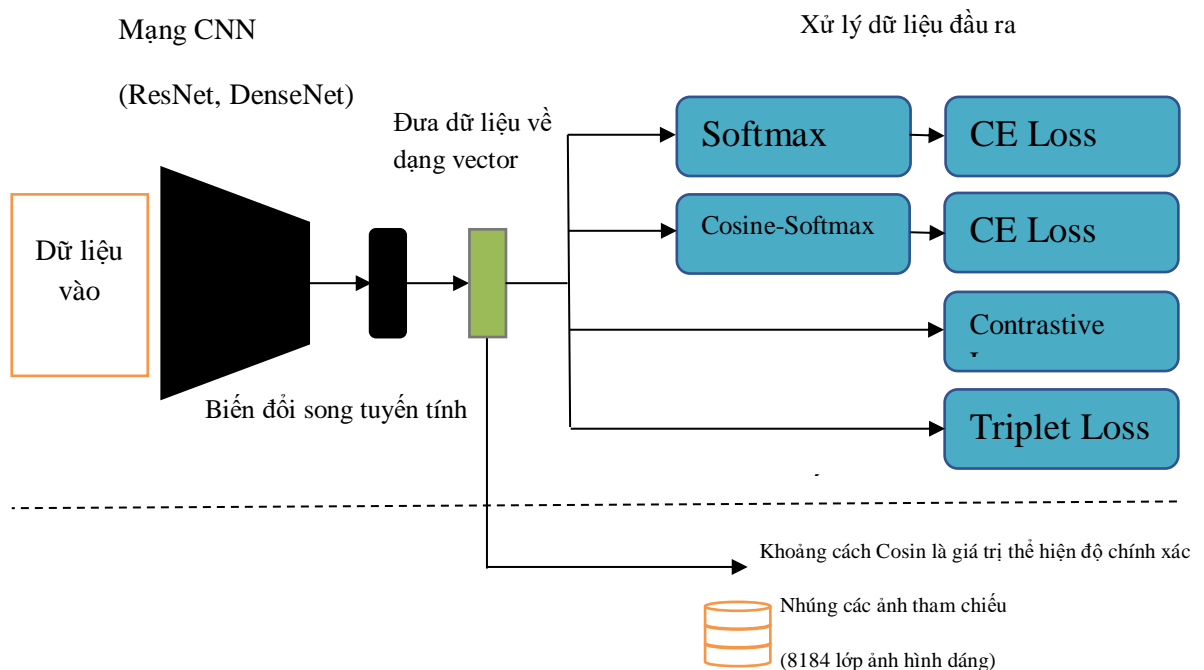 Mạng CNN
(ResNet, DenseNet)
Xử lý dữ liệu đầu ra
Đưa dữ liệu về
dạng vector
Dữ liệu
vào
Biến đổi song tuyến tính
Softmax
CE Loss
Cosine-Softmax
CE Loss
Contrastive
Triplet Loss
Khoảng cách Cosin là giá trị thể hiện độ chính xác
Nhúng các ảnh tham chiếu
(8184 lớp ảnh hình dáng)